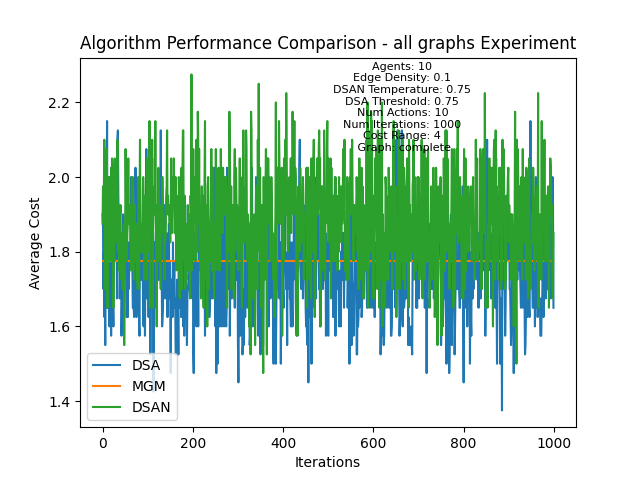 Algorithm Performance Comparison - all graphs Experiment
Agents: 10
Edge Density: 0.1
DSAN Temperature: 0.75
DSA Threshold: 0.75
Num Actions: 10
Num Iterations: 1000
Cost Range: 4
Graph: complete
2.2
2.0
1.8
1.6
1.4
Average Cost
DSA
MGM
DSAN
0
200
400
600
800
1000
Iterations